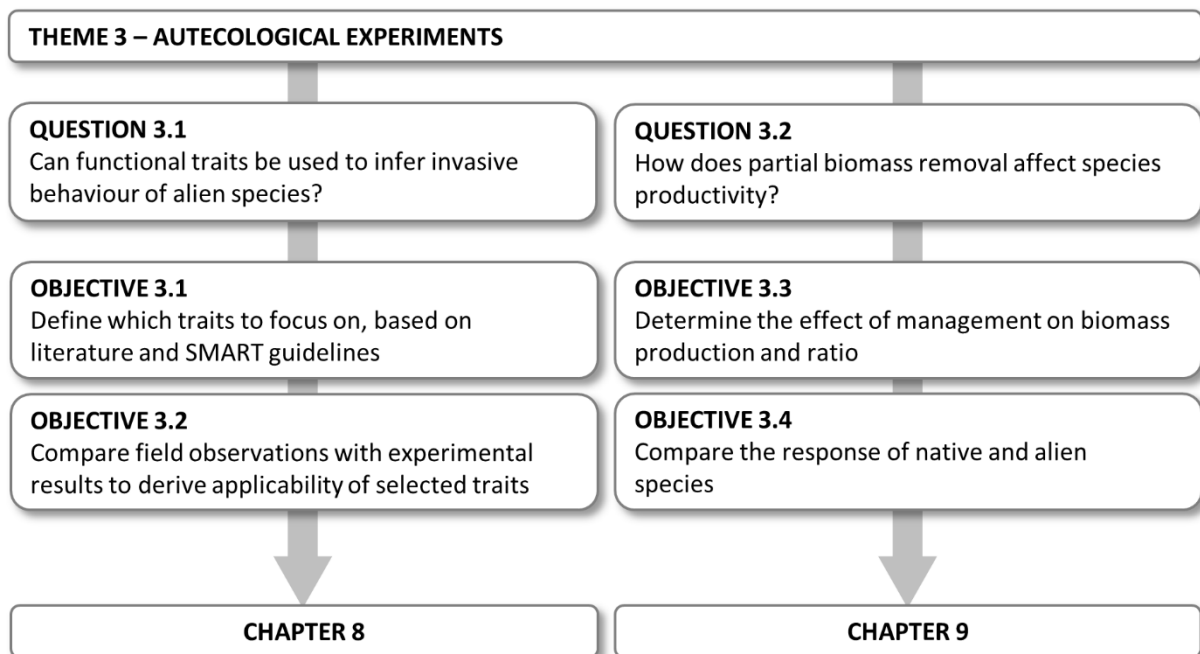 THEME 3 – AUTECOLOGICAL EXPERIMENTS
QUESTION 3.1
Can functional traits be used to infer invasive
behaviour of alien species?
OBJECTIVE 3.1
Define which traits to focus on, based on
literature and SMART guidelines
OBJECTIVE 3.2
Compare field observations with experimental
results to derive applicability of selected traits
CHAPTER 8
QUESTION 3.2
How does partial biomass removal affect species
productivity?
OBJECTIVE 3.3
Determine the effect of management on biomass
production and ratio
OBJECTIVE 3.4
Compare the response of native and alien
species
CHAPTER 9